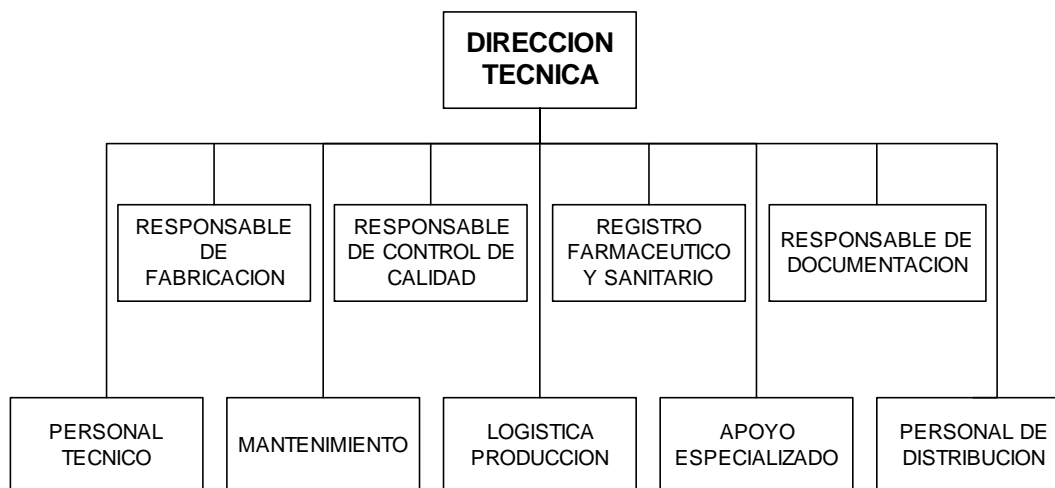 DIRECCION
TECNICA
RESPONSABLE
DE
FABRICACION
RESPONSABLE
DE CONTROL DE
CALIDAD
REGISTRO
FARMACEUTICO
Y SANITARIO
RESPONSABLE DE
DOCUMENTACION
PERSONAL
TECNICO
MANTENIMIENTO
LOGISTICA
PRODUCCION
APOYO
ESPECIALIZADO
PERSONAL DE
DISTRIBUCION